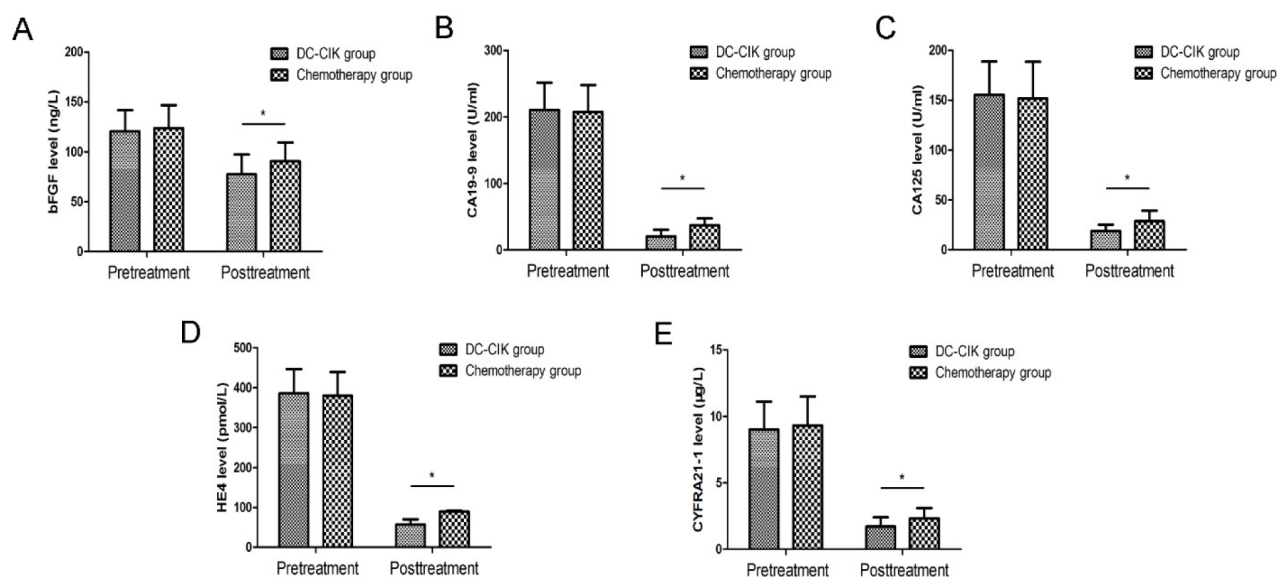 A
bFGF level (ng/L)
200
150
100
50
0
DC-CIK group
Chemotherapy group
*
Pretreatment
Posttreatment
B
CA19-9 level (U/ml)
300
200
100
0
DC-CIK group
Chemotherapy group
*
Pretreatment
Posttreatment
C
CA125 level (U/ml)
200
150
100
50
0
DC-CIK group
Chemotherapy group
*
Pretreatment
Posttreatment
D
HE4 level (pmol/L)
500
400
300
200
100
0
DC-CIK group
Chemotherapy group
*
Pretreatment
Posttreatment
E
CYFRA21-1 level (µg/L)
15
10
5
0
DC-CIK group
Chemotherapy group
*
Pretreatment
Posttreatment